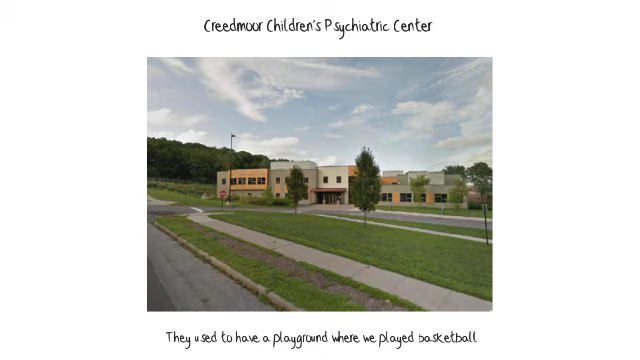 Creedmoor Children's Psychiatric Center
They used to have a playground where we played basketball